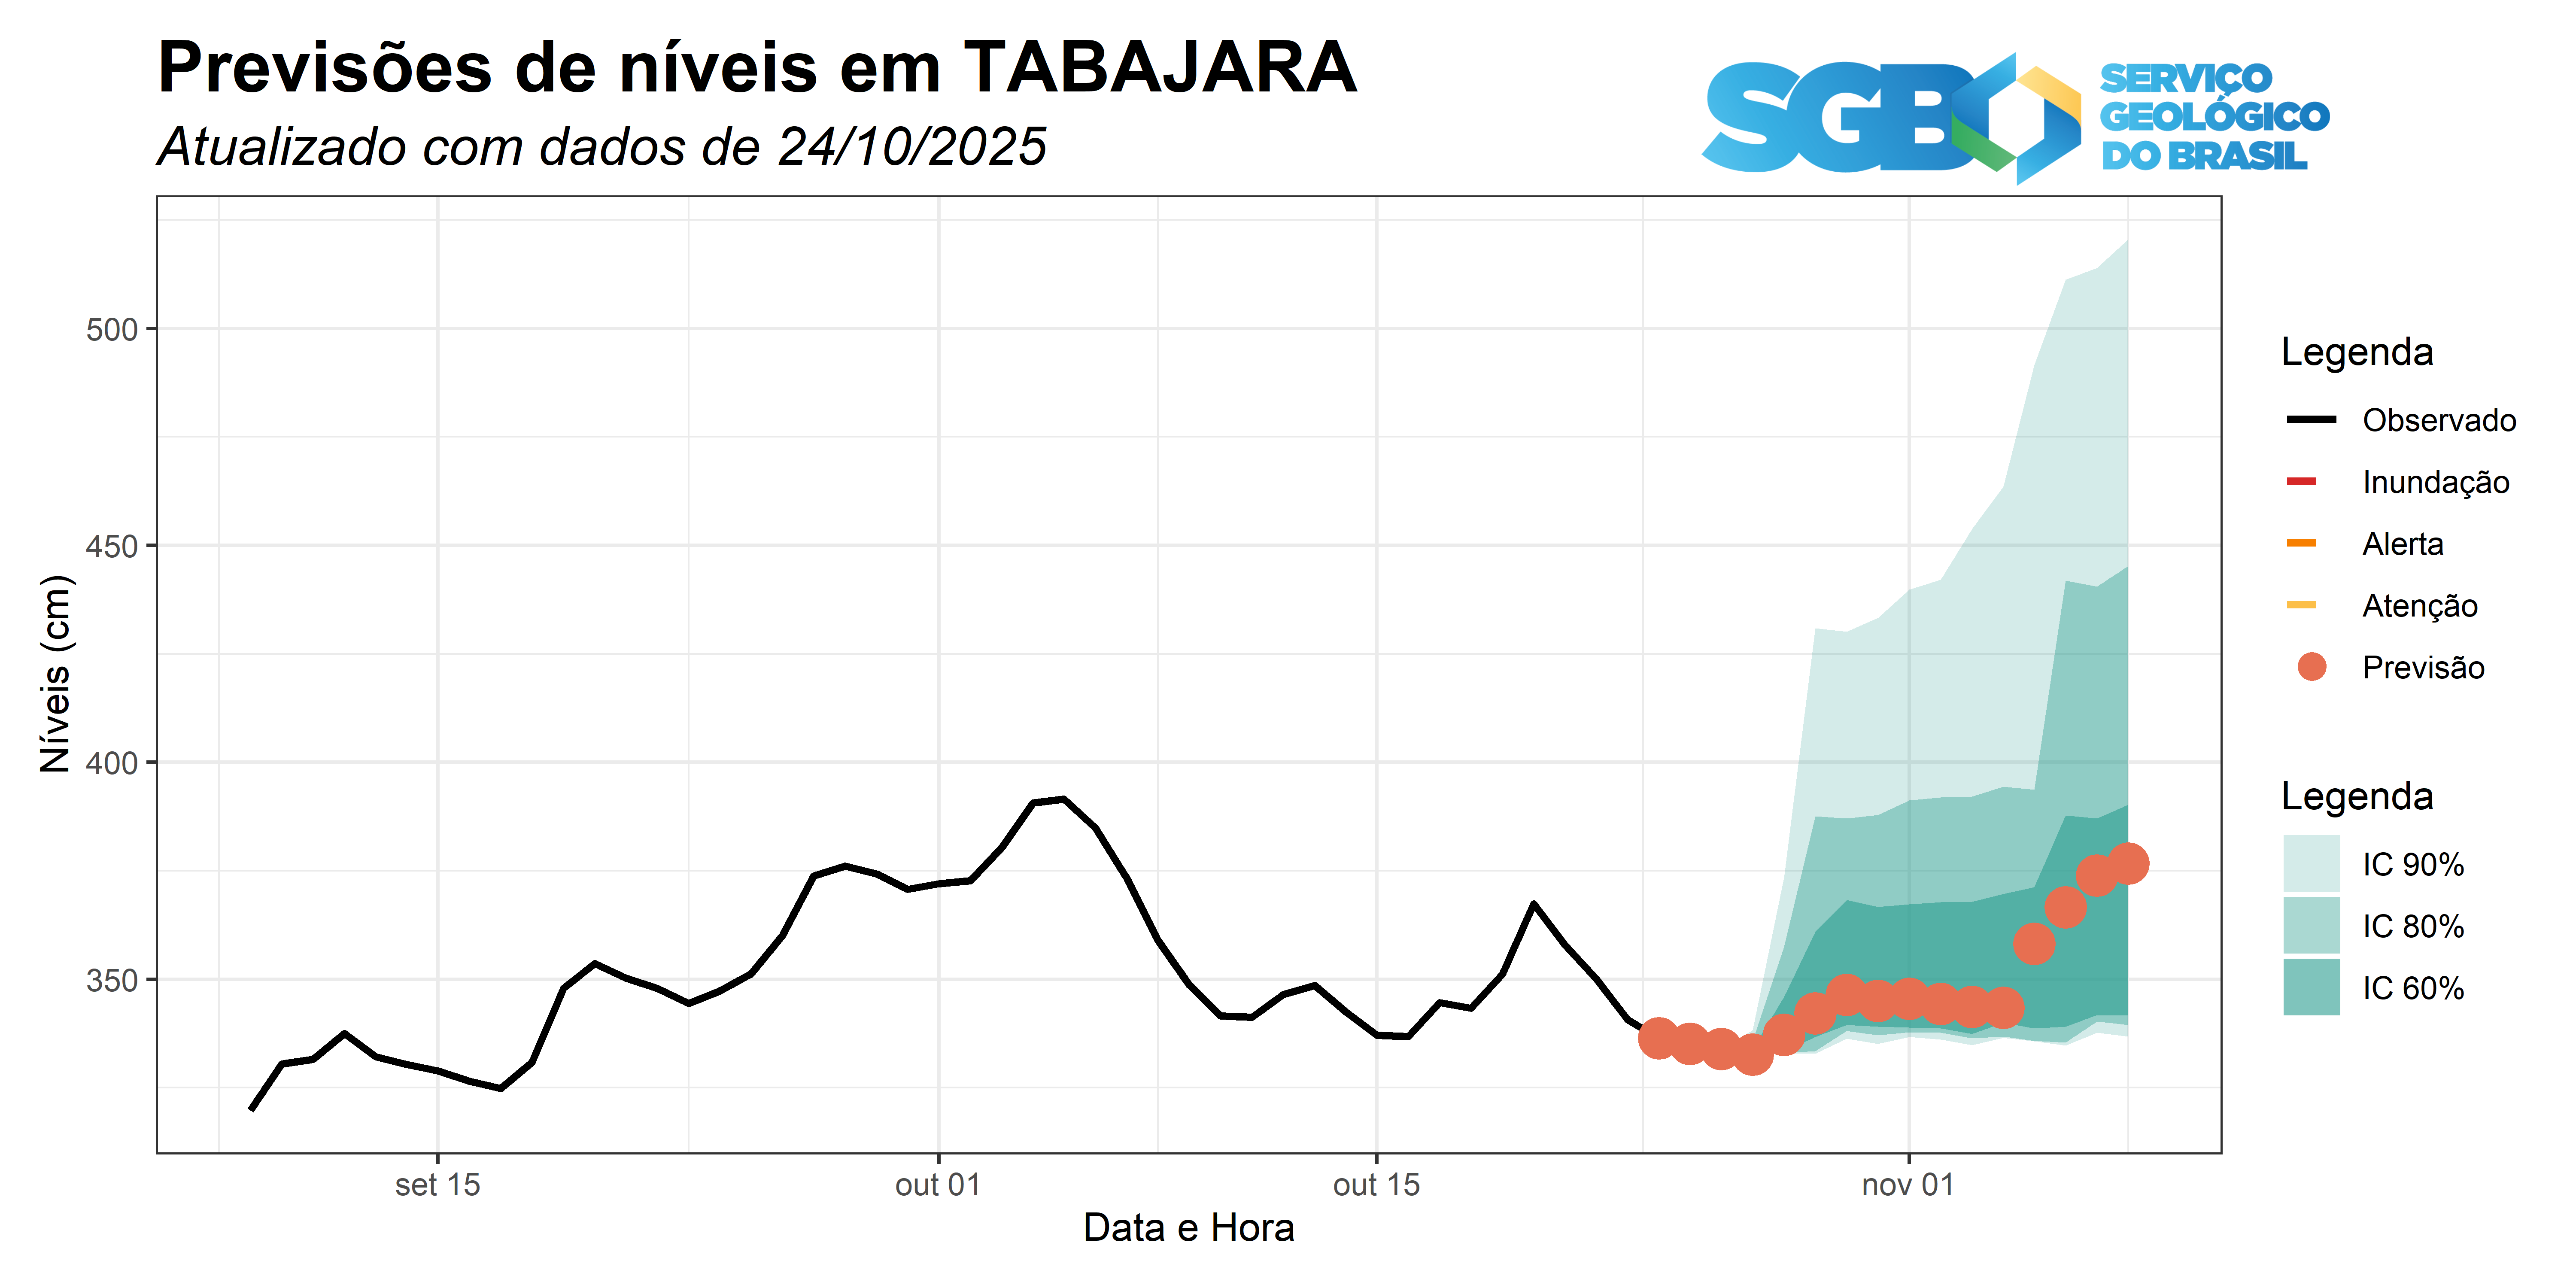 Previsões de níveis em TABAJARA
Atualizado com dados de 24/10/2025
SGB
SERVIÇO
GEOLÓGICO
DO BRASIL
500
450
400
350
Níveis (cm)
set 15
out 01
out 15
nov 01
Data e Hora
Legenda
Observado
Inundação
Alerta
Atenção
Previsão
Legenda
IC 90%
IC 80%
IC 60%